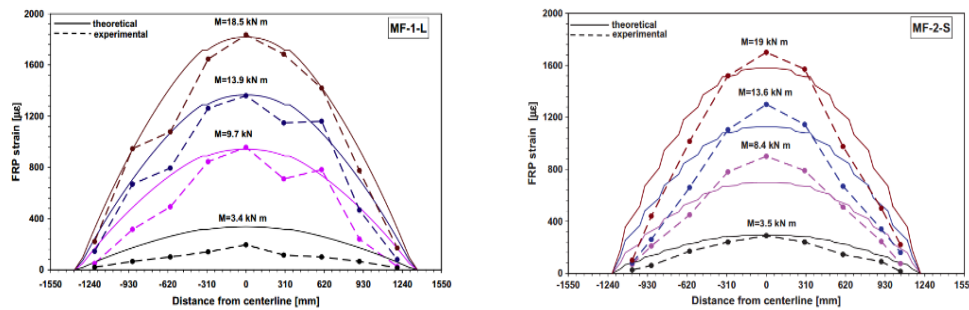 2000
1600
1200
800
400
0
FRP strain [µε]
theoretical
experimental
M=18.5 kN m
MF-1-L
M=13.9 kN m
M=9.7 kN
M=3.4 kN m
-1550 -1240 -930 -620 -310 0 310 620 930 1240 1550
Distance from centerline [mm]
2000
1600
1200
800
400
0
FRP strain [µε]
theoretical
experimental
M=19 kN m
MF-2-S
M=13.6 kN m
M=8.4 kN m
M=3.5 kN m
-1550 -1240 -930 -620 -310 0 310 620 930 1240
Distance from centerline [mm]